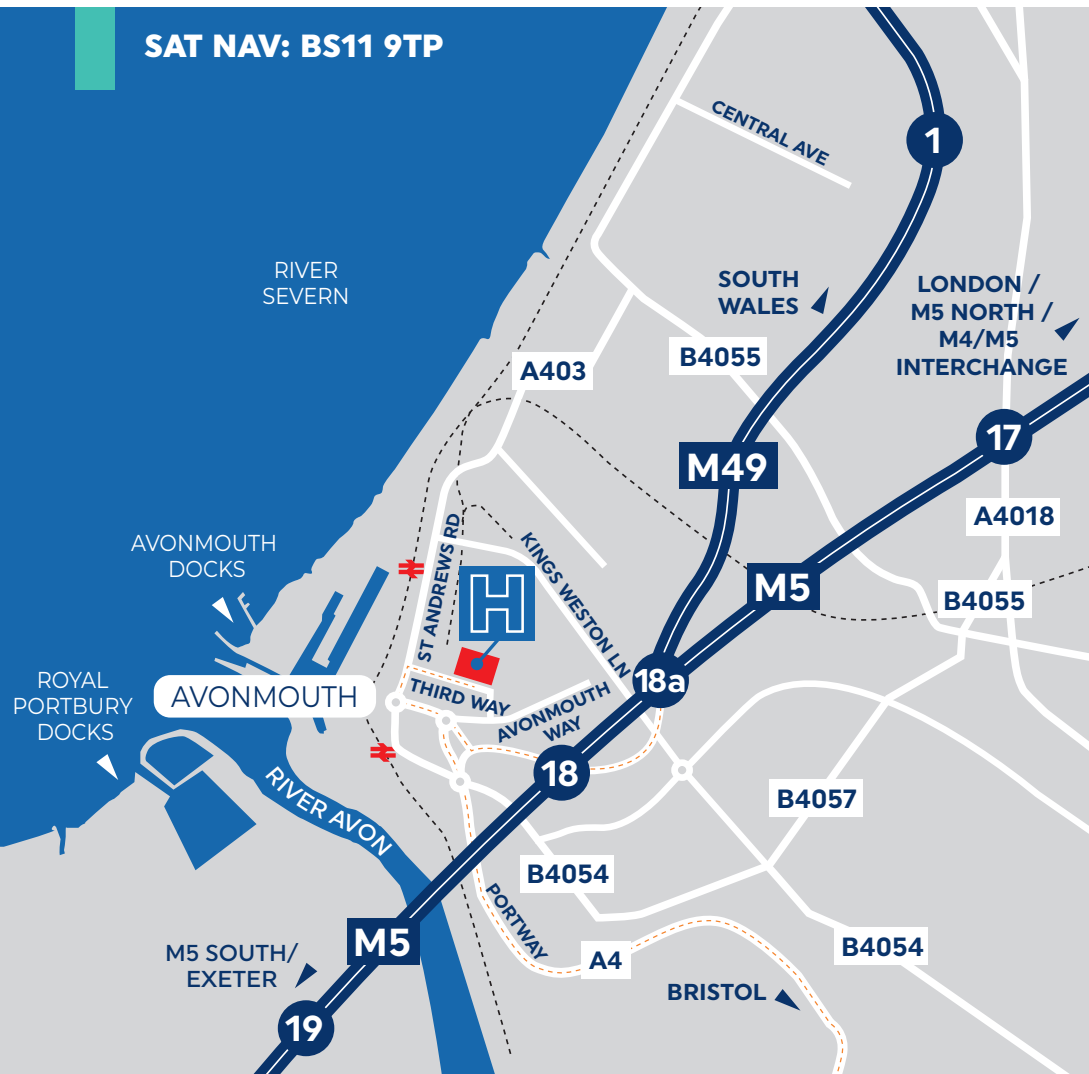 SAT NAV: BS11 9TP
CENTRAL AVE
1
RIVER
SEVERN
SOUTH
WALES
LONDON /
M5 NORTH /
M4/M5
INTERCHANGE
B4055
A403
17
M49
A4018
ST ANDREWS RD
KINGS WESTON LN
AVONMOUTH
DOCKS
H
M5
B4055
18a
ROYAL
PORTBURY
DOCKS
AVONMOUTH
THIRD WAY
AVONMOUTH
WAY
18
RIVER AVON
B4057
B4054
PORTWAY
M5
M5 SOUTH/
EXETER
A4
B4054
BRISTOL
19